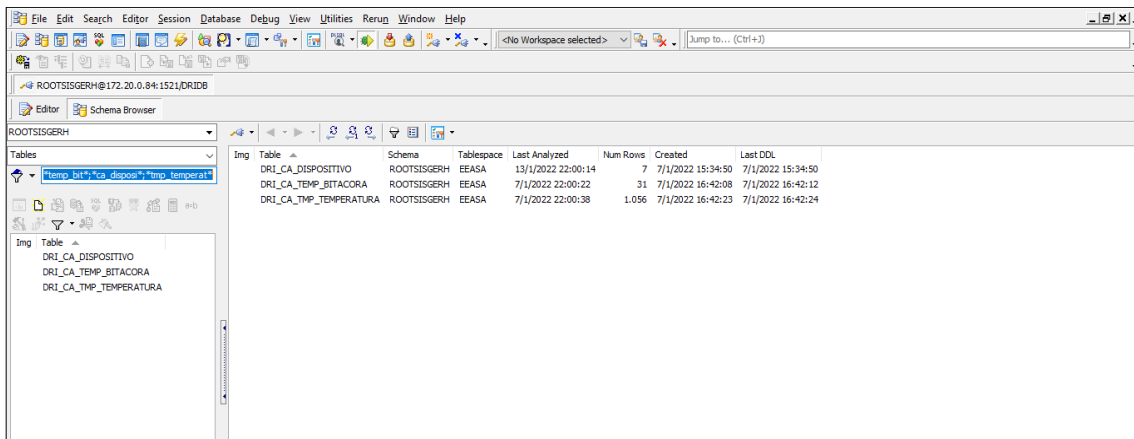 File Edit Search Editor Session Database Debug View Utilities Rerun Window Help
<No Workspace selected> Jump to... (Ctrl+J)
ROOTSISGERH@172.20.0.84:1521/DRIDB
Editor Schema Browser
ROOTSISGERH
Tables
*temp_bit*;*ca_disposi*;*tmp_temperat*
a=b
Img Table
DRI_CA_DISPOSITIVO
DRI_CA_TEMP_BITACORA
DRI_CA_TMP_TEMPERATURA
Img Table Schema Tablespace Last Analyzed Num Rows Created Last DDL
DRI_CA_DISPOSITIVO ROOTSISGERH EEASA 13/1/2022 22:00:14 7 7/1/2022 15:34:50 7/1/2022 15:34:50
DRI_CA_TEMP_BITACORA ROOTSISGERH EEASA 7/1/2022 22:00:22 31 7/1/2022 16:42:08 7/1/2022 16:42:12
DRI_CA_TMP_TEMPERATURA ROOTSISGERH EEASA 7/1/2022 22:00:38 1.056 7/1/2022 16:42:23 7/1/2022 16:42:24